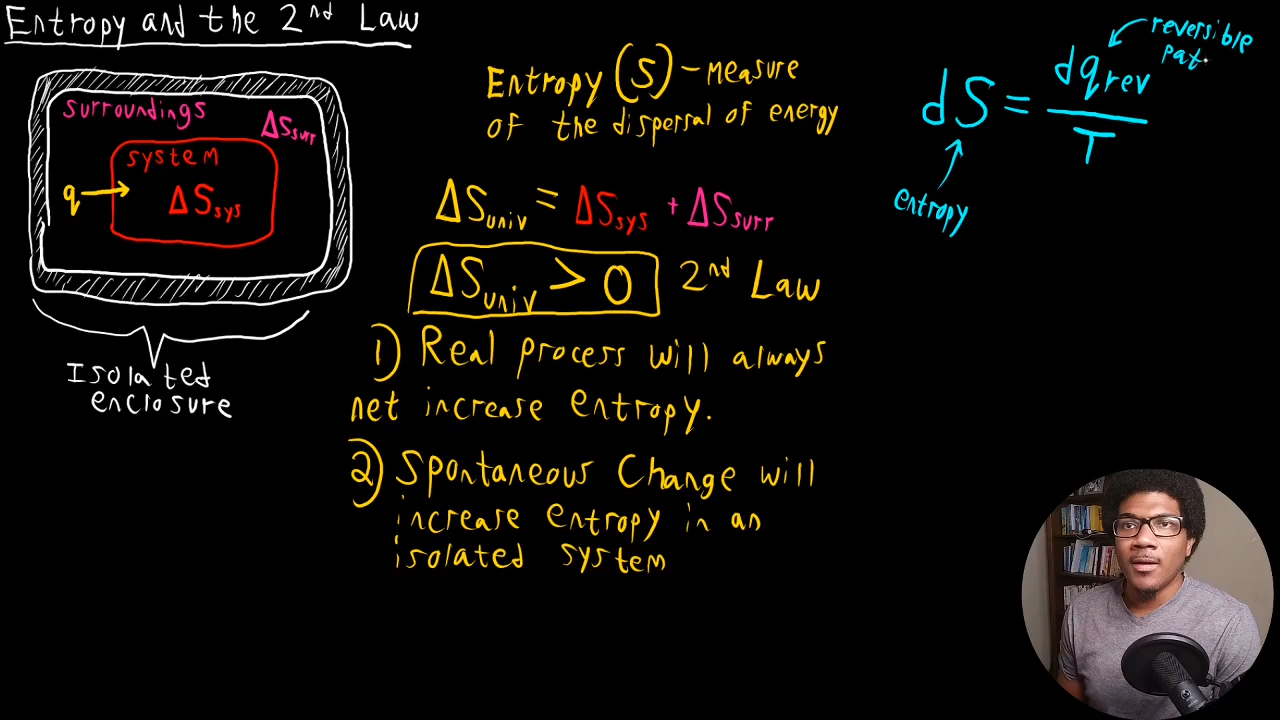 Entropy and the 2nd Law
surroundings
ΔSsurr
system
q → ΔSsys
Isolated
enclosure
Entropy (S) - measure
of the dispersal of energy
ΔSuniv = ΔSsys + ΔSsurr
ΔSuniv > 0 2nd Law
1) Real process will always
net increase entropy.
2) Spontaneous Change will
increase entropy in an
isolated system
reversible
pat
dS = dqrev
T
entropy